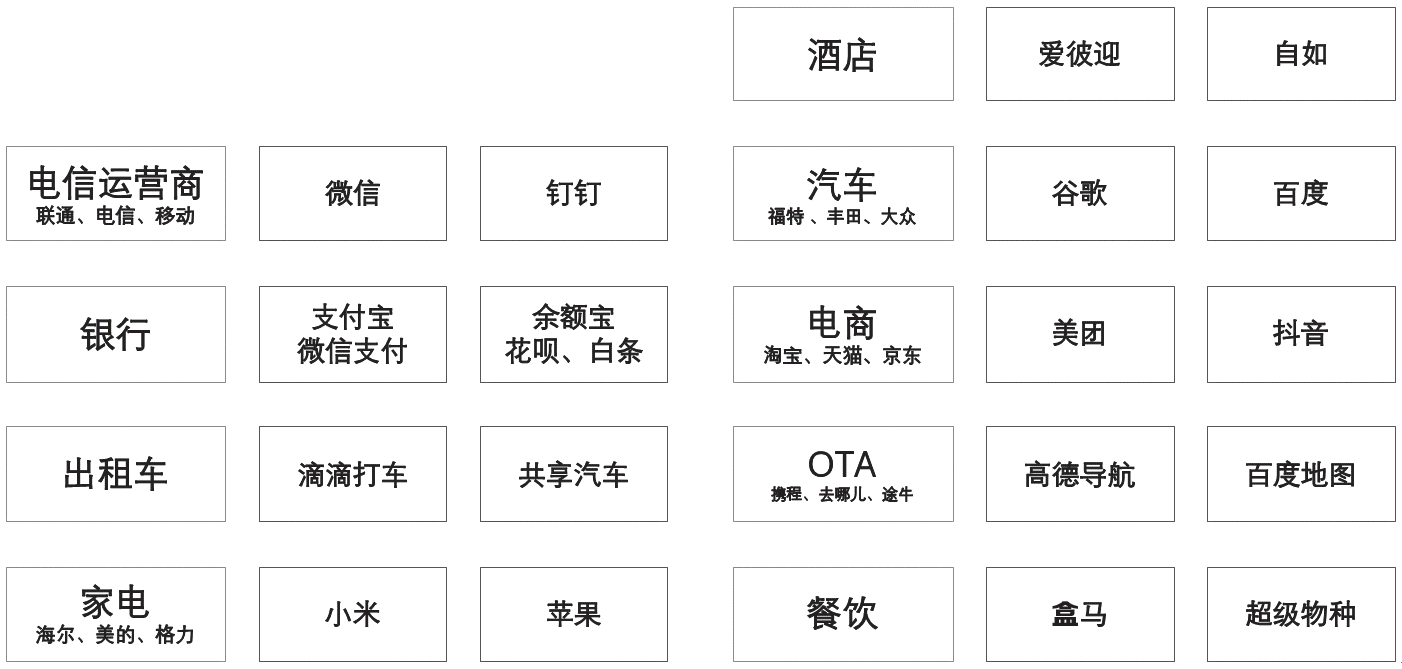 酒店
爱彼迎
自如
电信运营商
联通、电信、移动
微信
钉钉
汽车
福特、丰田、大众
谷歌
百度
银行
支付宝
微信支付
余额宝
花呗、白条
电商
淘宝、天猫、京东
美团
抖音
出租车
滴滴打车
共享汽车
OTA
携程、去哪儿、途牛
高德导航
百度地图
家电
海尔、美的、格力
小米
苹果
餐饮
盒马
超级物种